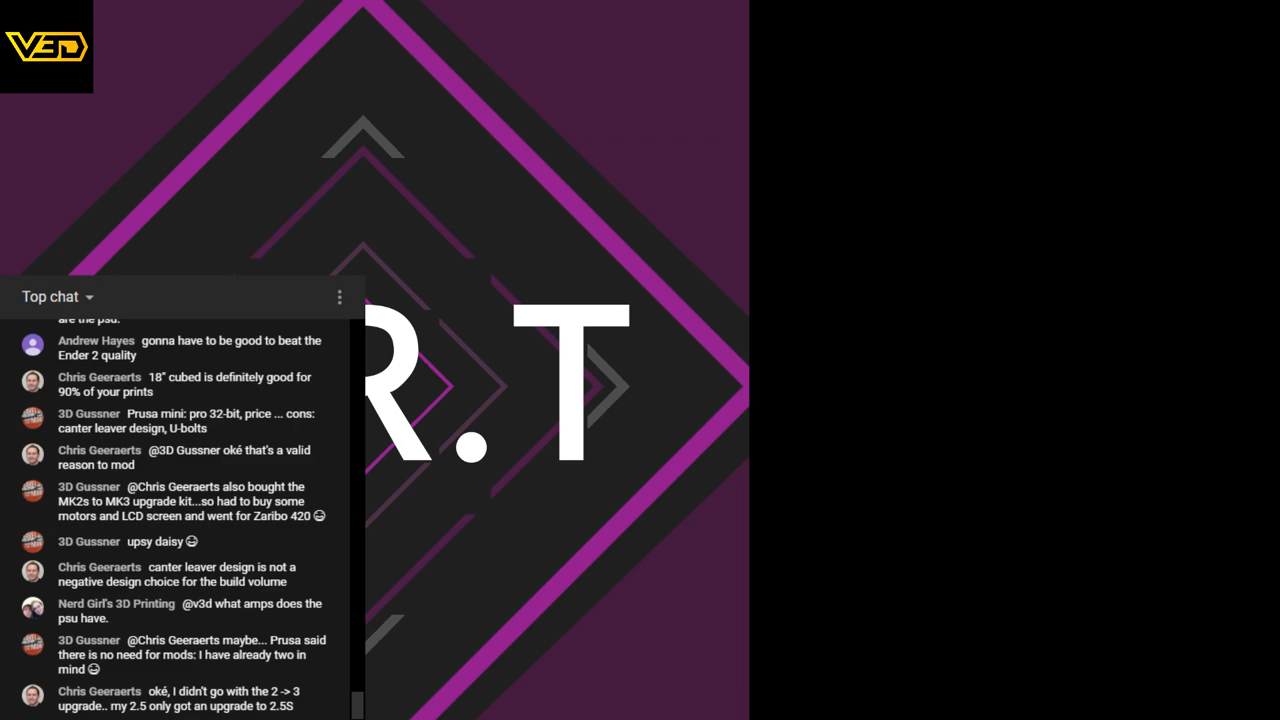 V3D
Top chat
are the psu.
Andrew Hayes gonna have to be good to beat the
Ender 2 quality
Chris Geeraerts 18" cubed is definitely good for
90% of your prints
3D Gussner Prusa mini: pro 32-bit, price ... cons:
canter leaver design, U-bolts
Chris Geeraerts @3D Gussner oké that's a valid
reason to mod
3D Gussner @Chris Geeraerts also bought the
MK2s to MK3 upgrade kit...so had to buy some
motors and LCD screen and went for Zaribo 420 😂
3D Gussner upsy daisy 😂
Chris Geeraerts canter leaver design is not a
negative design choice for the build volume
Nerd Girl's 3D Printing @v3d what amps does the
psu have.
3D Gussner @Chris Geeraerts maybe... Prusa said
there is no need for mods: I have already two in
mind 😂
Chris Geeraerts oké, I didn't go with the 2 -> 3
upgrade.. my 2.5 only got an upgrade to 2.5S
R.T